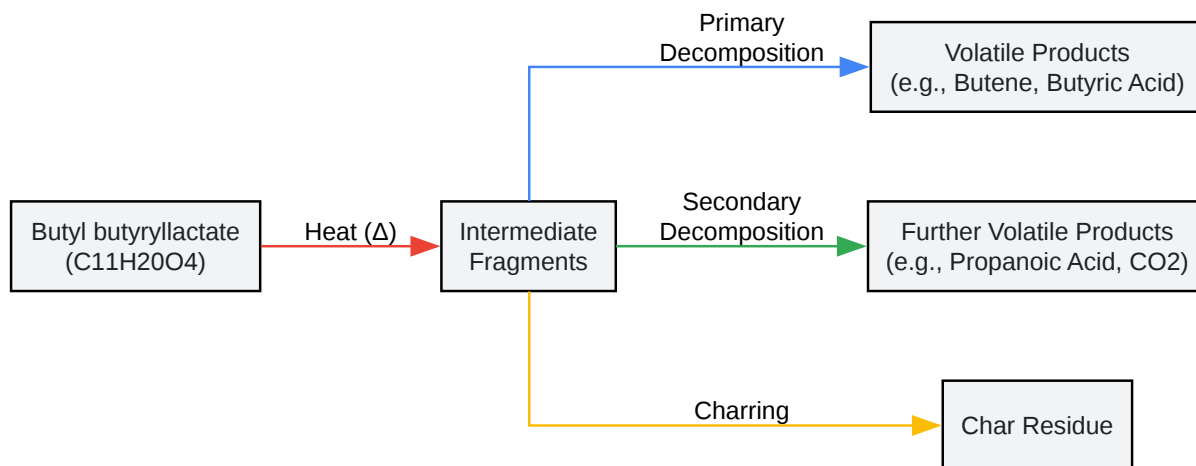 Primary
Decomposition
Volatile Products
(e.g., Butene, Butyric Acid)
Butyl butyryllactate
(C11H20O4)
Heat (Δ)
Intermediate
Fragments
Secondary
Decomposition
Further Volatile Products
(e.g., Propanoic Acid, CO2)
Charring
Char Residue